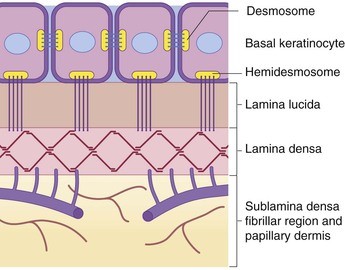 Desmosome
Basal keratinocyte
Hemidesmosome
Lamina lucida
Lamina densa
Sublamina densa
fibrillar region and
papillary dermis